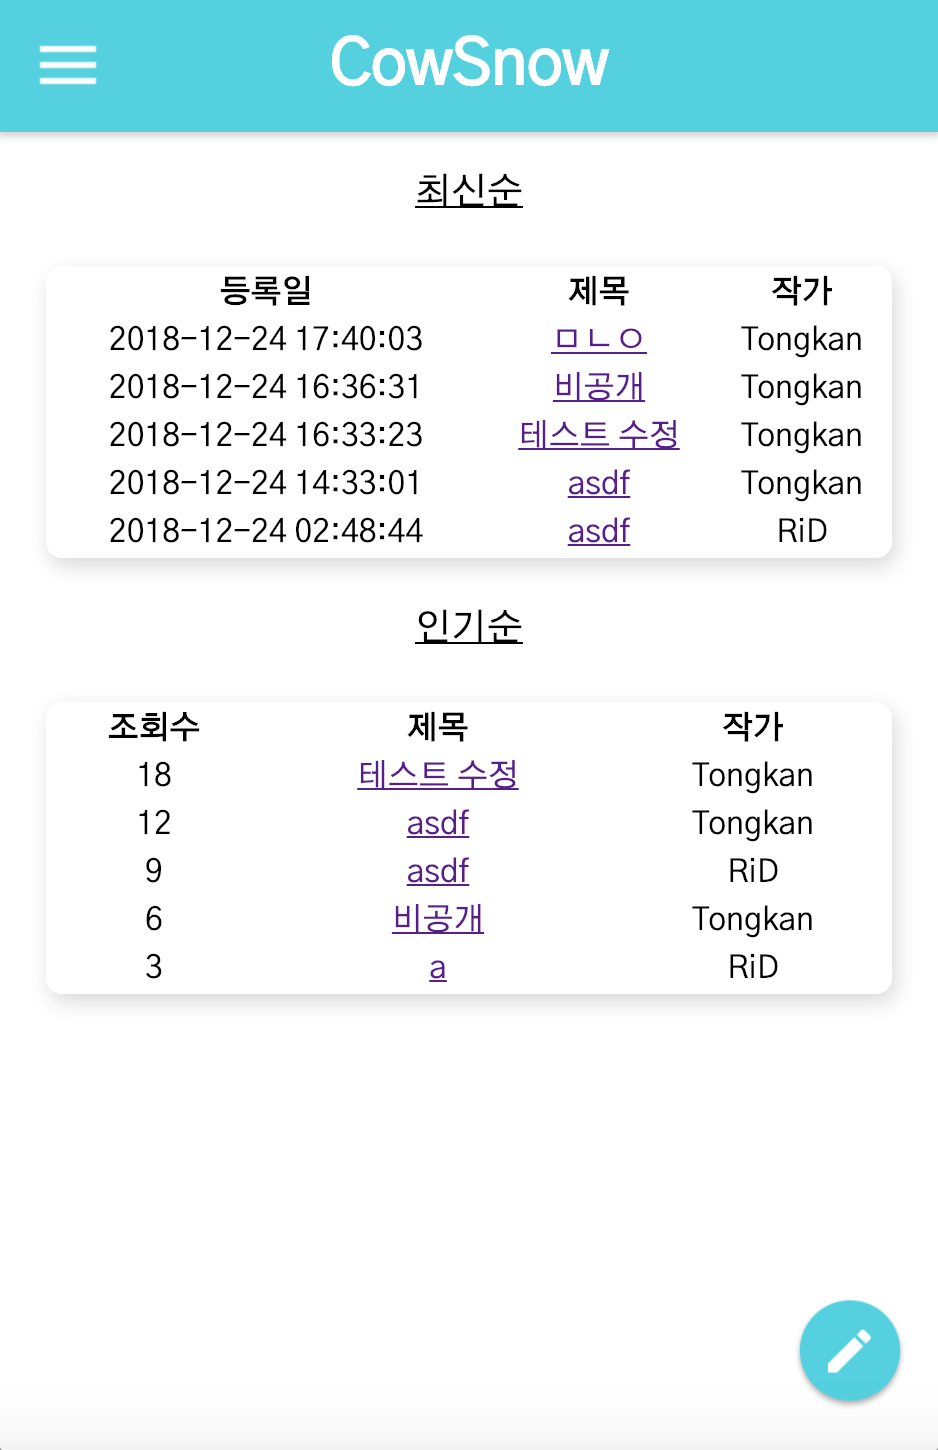 CowSnow
최신순
등록일 제목 작가
2018-12-24 17:40:03 ㅁㄴㅇ Tongkan
2018-12-24 16:36:31 비공개 Tongkan
2018-12-24 16:33:23 테스트 수정 Tongkan
2018-12-24 14:33:01 asdf Tongkan
2018-12-24 02:48:44 asdf RiD
인기순
조회수 제목 작가
18 테스트 수정 Tongkan
12 asdf Tongkan
9 asdf RiD
6 비공개 Tongkan
3 a RiD